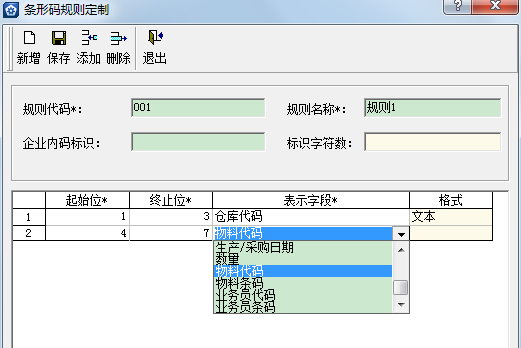 条形码规则定制
新增 保存 添加 删除 退出
规则代码*: 001 规则名称*: 规则1
企业内码标识: 标识字符数:
起始位* 终止位* 表示字段* 格式
1 1 3 仓库代码 文本
2 4 7 物料代码
生产/采购日期
数量
物料代码
物料条码
业务员代码
业务员条码